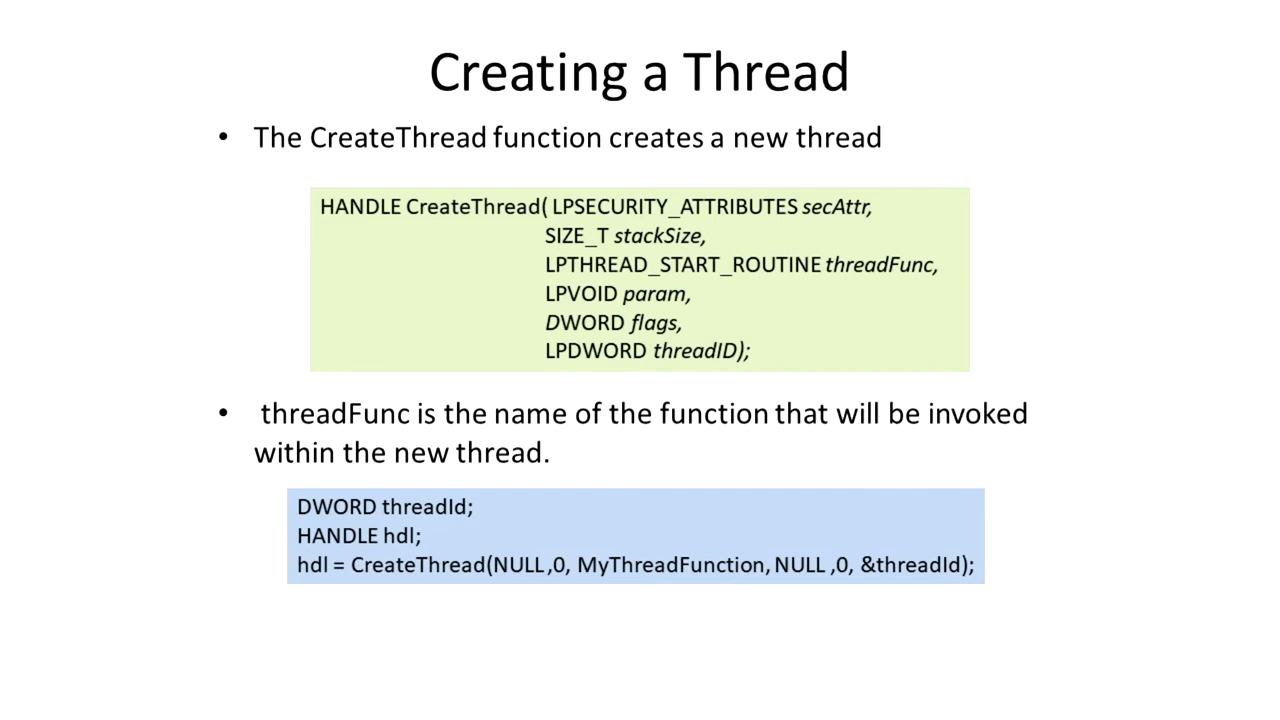 Creating a Thread
• The CreateThread function creates a new thread
HANDLE CreateThread( LPSECURITY_ATTRIBUTES secAttr,
SIZE_T stackSize,
LPTHREAD_START_ROUTINE threadFunc,
LPVOID param,
DWORD flags,
LPDWORD threadID);
• threadFunc is the name of the function that will be invoked
within the new thread.
DWORD threadId;
HANDLE hdl;
hdl = CreateThread(NULL ,0, MyThreadFunction, NULL ,0, &threadId);